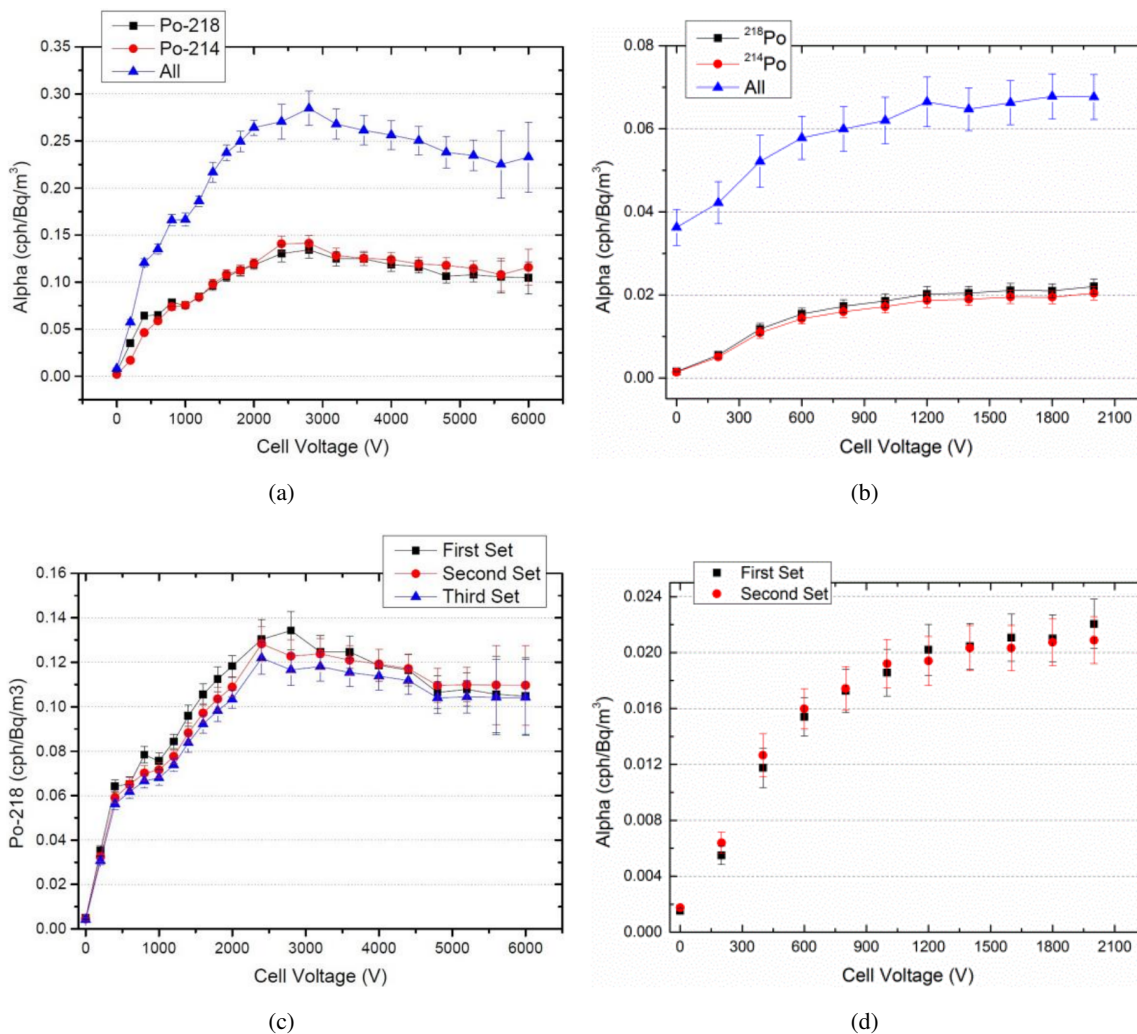 Po-218
Po-214
All
0.35
0.30
0.25
0.20
0.15
0.10
0.05
0.00
Alpha (cph/Bq/m³)
0 1000 2000 3000 4000 5000 6000
Cell Voltage (V)
(a)
²¹⁸Po
²¹⁴Po
All
0.08
0.06
0.04
0.02
0.00
Alpha (cph/Bq/m³)
0 300 600 900 1200 1500 1800 2100
Cell Voltage (V)
(b)
First Set
Second Set
Third Set
0.16
0.14
0.12
0.10
0.08
0.06
0.04
0.02
0.00
Po-218 (cph/Bq/m3)
0 1000 2000 3000 4000 5000 6000
Cell Voltage (V)
(c)
First Set
Second Set
0.024
0.020
0.016
0.012
0.008
0.004
0.000
Alpha (cph/Bq/m³)
0 300 600 900 1200 1500 1800 2100
Cell Voltage (V)
(d)